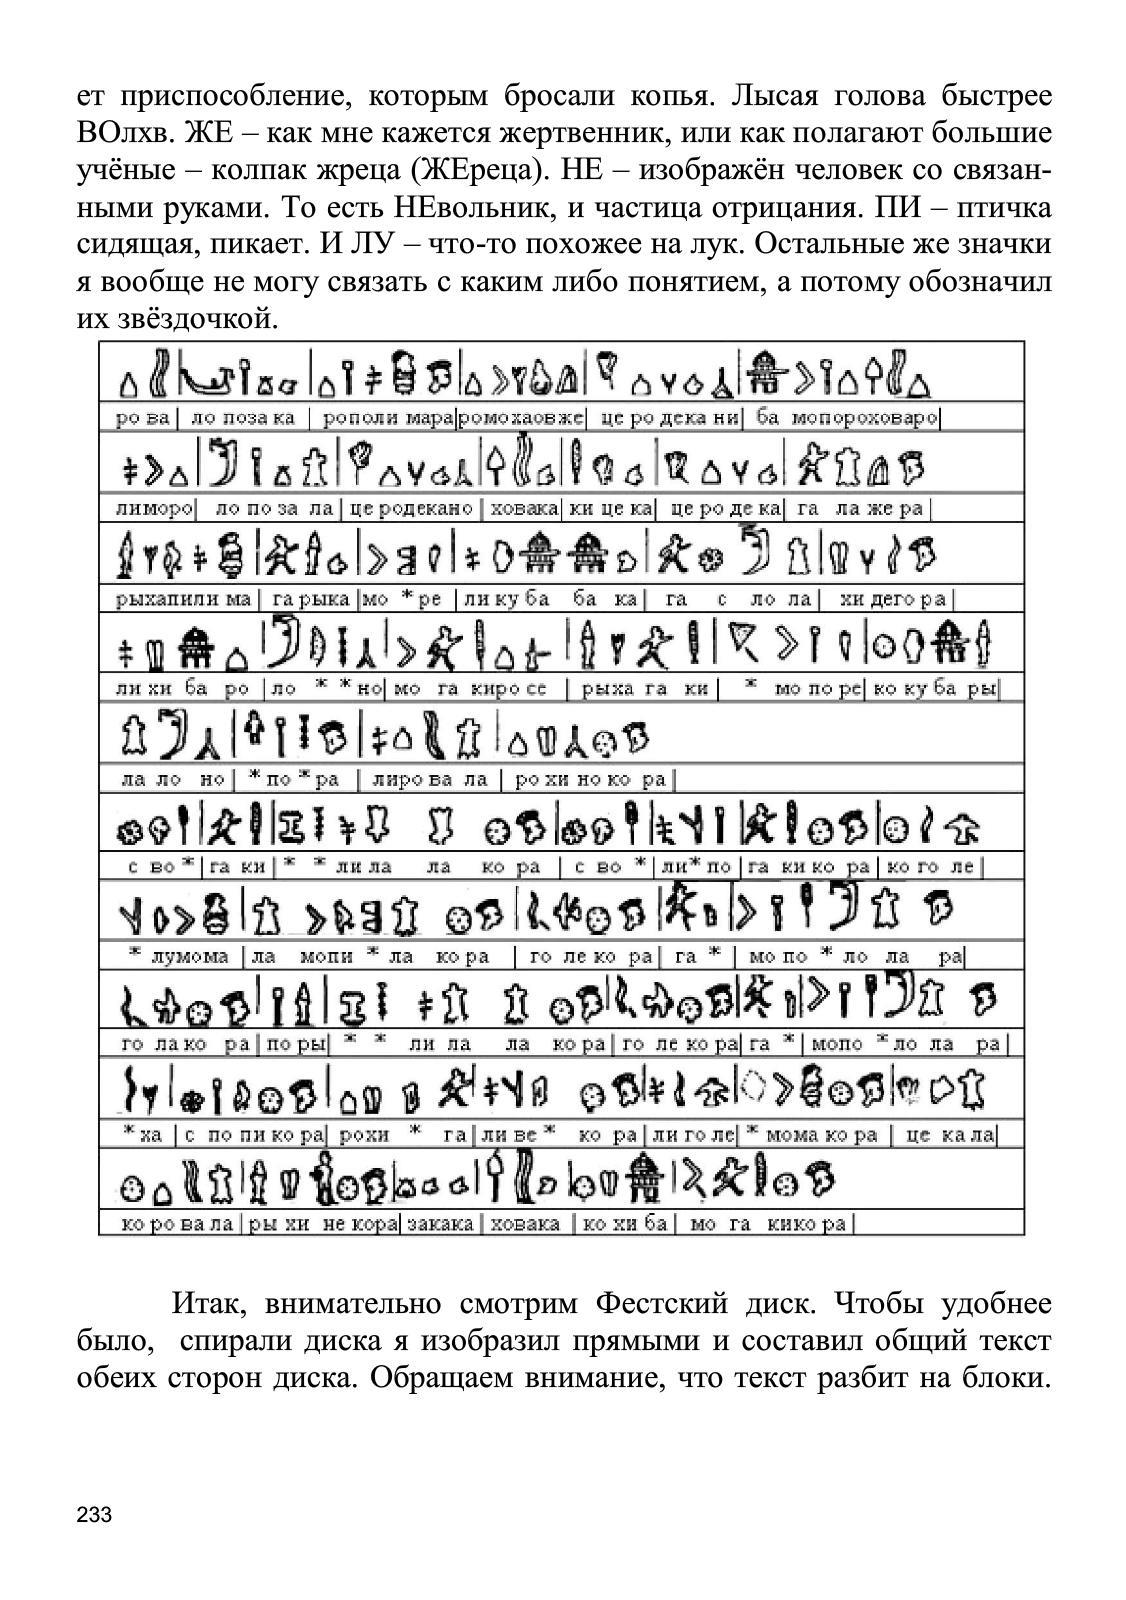 ет приспособление, которым бросали копья. Лысая голова быстрее
ВОлхв. ЖЕ – как мне кажется жертвенник, или как полагают большие
учёные – колпак жреца (ЖЕреца). НЕ – изображён человек со связан-
ными руками. То есть НЕвольник, и частица отрицания. ПИ – птичка
сидящая, пикает. И ЛУ – что-то похожее на лук. Остальные же значки
я вообще не могу связать с каким либо понятием, а потому обозначил
их звёздочкой.
ро ва | ло позака | рополи мара|ромохаовже| це ро декани| ба мопороховаро|
лиморо| ло по за ла | це родекано | ховака| ки це ка| це ро де ка| га ла же ра |
рыхапили ма| га рыка |мо * ре | ли ку ба ба ка | га с ло ла| хи дего ра |
ли хи ба ро | ло * * но| мо га киро се | рыха га ки | * мо по ре| ко ку ба ры|
ла ло но | * по * ра | лиро ва ла | ро хи но ко ра |
с во * | га ки | * * ли ла ла ко ра | с во * |ли* по |га ки ко ра| ко го ле |
* лумома | ла мопи * ла ко ра | го ле ко ра| га * | мо по * ло ла ра|
го лако ра|по ры| * * ли ла ла ко ра | го ле ко ра| га * | мопо * ло ла ра |
* ха | с по пи ко ра| рохи * га | ли ве * ко ра | ли го ле| * мома ко ра | це ка ла|
ко ро ва ла |ры хи не кора| закака | ховака | ко хи ба | мо га кико ра |
Итак, внимательно смотрим Фестский диск. Чтобы удобнее
было, спирали диска я изобразил прямыми и составил общий текст
обеих сторон диска. Обращаем внимание, что текст разбит на блоки.
233